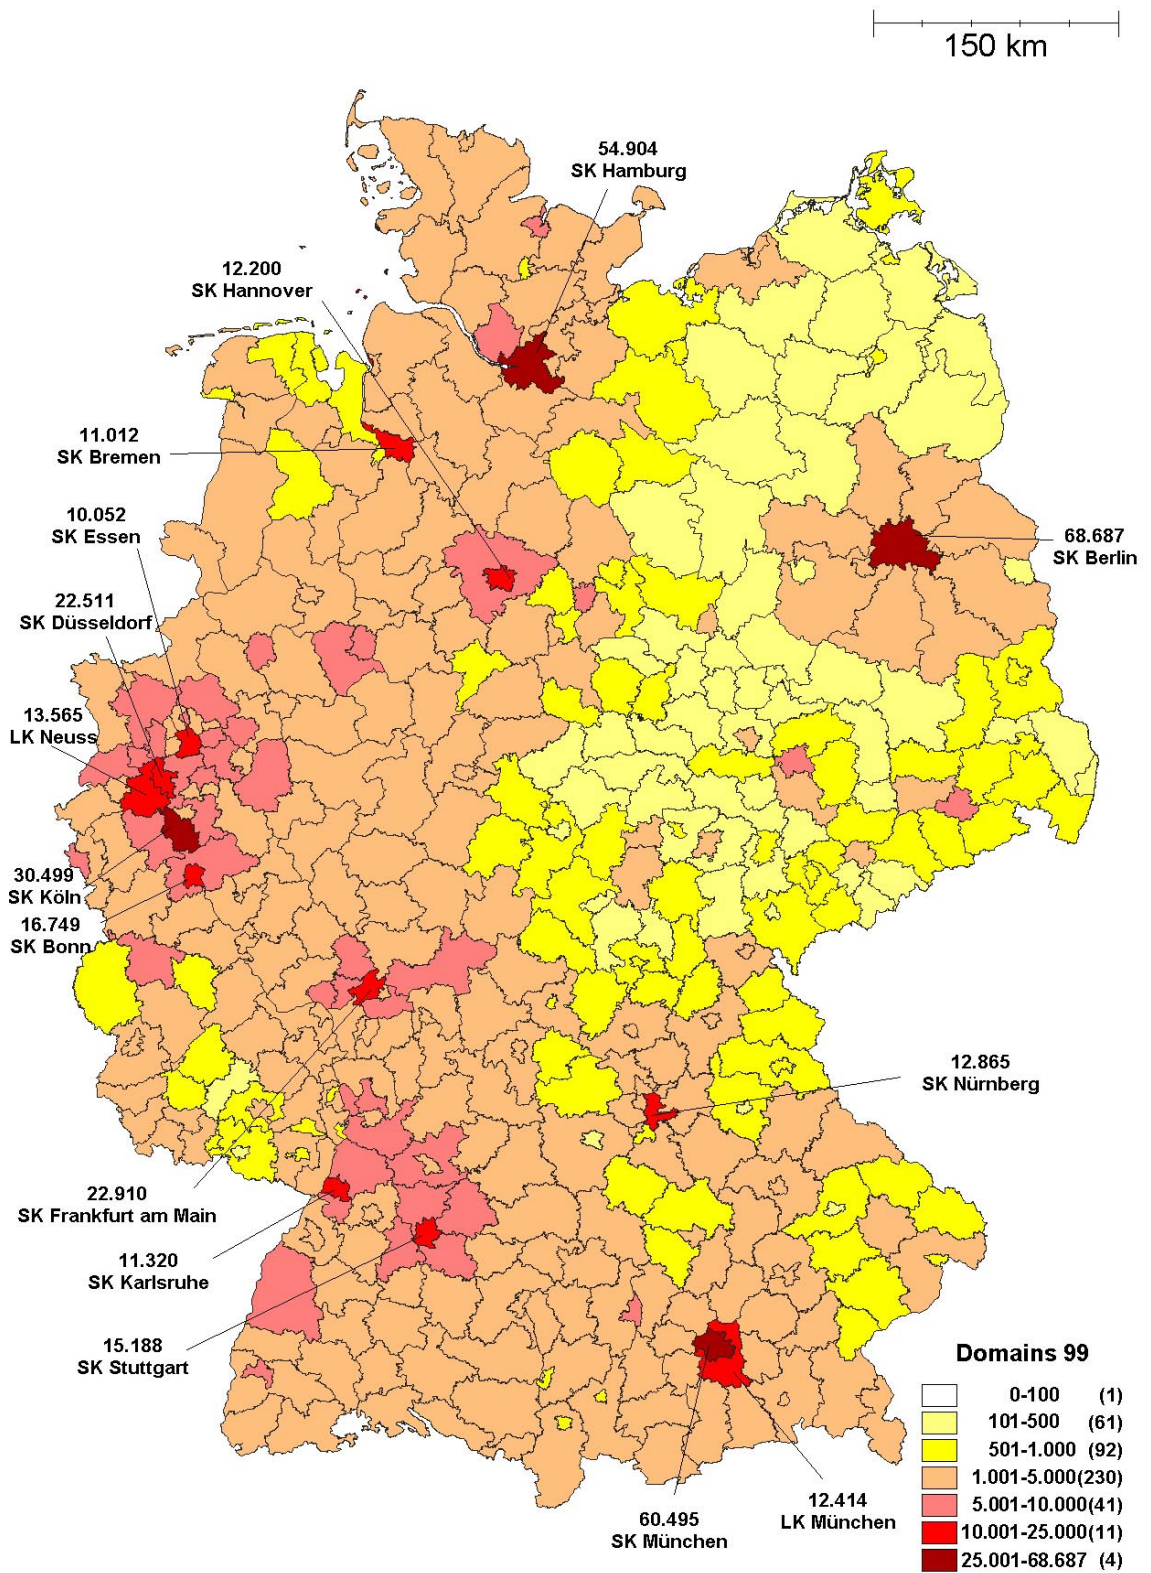 150 km
54.904
SK Hamburg
12.200
SK Hannover
11.012
SK Bremen
10.052
SK Essen
68.687
SK Berlin
22.511
SK Düsseldorf
13.565
LK Neuss
30.499
SK Köln
16.749
SK Bonn
12.865
SK Nürnberg
22.910
SK Frankfurt am Main
11.320
SK Karlsruhe
15.188
SK Stuttgart
60.495
SK München
12.414
LK München
Domains 99
0-100 (1)
101-500 (61)
501-1.000 (92)
1.001-5.000 (230)
5.001-10.000 (41)
10.001-25.000 (11)
25.001-68.687 (4)